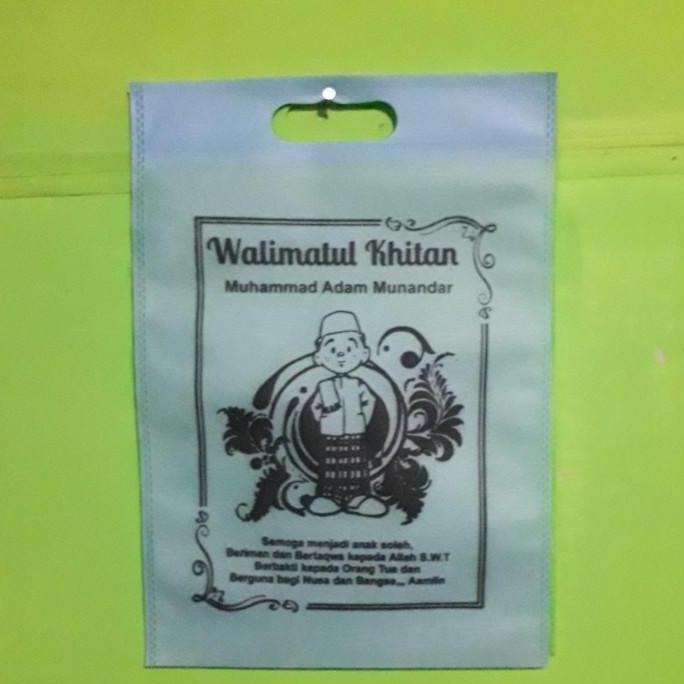 Walimatul Khitan
Muhammad Adam Munandar
Semoga menjadi anak soleh,
Beriman dan Bertaqwa kepada Allah S.W.T
Berbakti kepada Orang Tua dan
Berguna bagi Nusa dan Bangsa,,, Aamiin